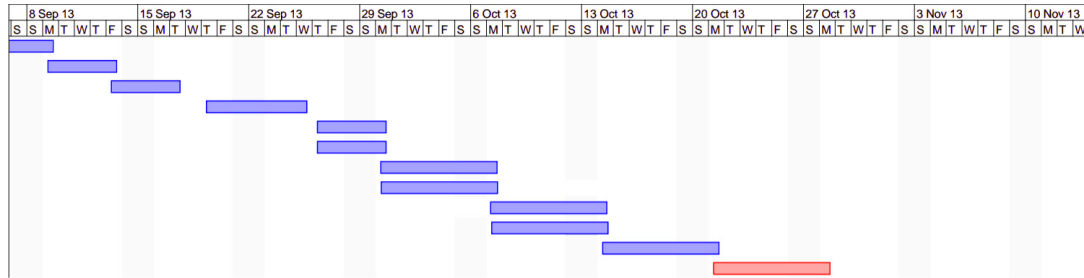 8 Sep 13 15 Sep 13 22 Sep 13 29 Sep 13 6 Oct 13 13 Oct 13 20 Oct 13 27 Oct 13 3 Nov 13 10 Nov 13
S S M T W T F S S M T W T F S S M T W T F S S M T W T F S S M T W T F S S M T W T F S S M T W T F S S M T W T F S S M T W T F S S M T W